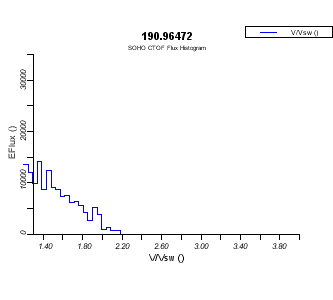 190.96472
SOHO CTOF Flux Histogram
V/Vsw ()
EFlux ()
30000
20000
10000
0
1.40 1.80 2.20 2.60 3.00 3.40 3.80
V/Vsw ()